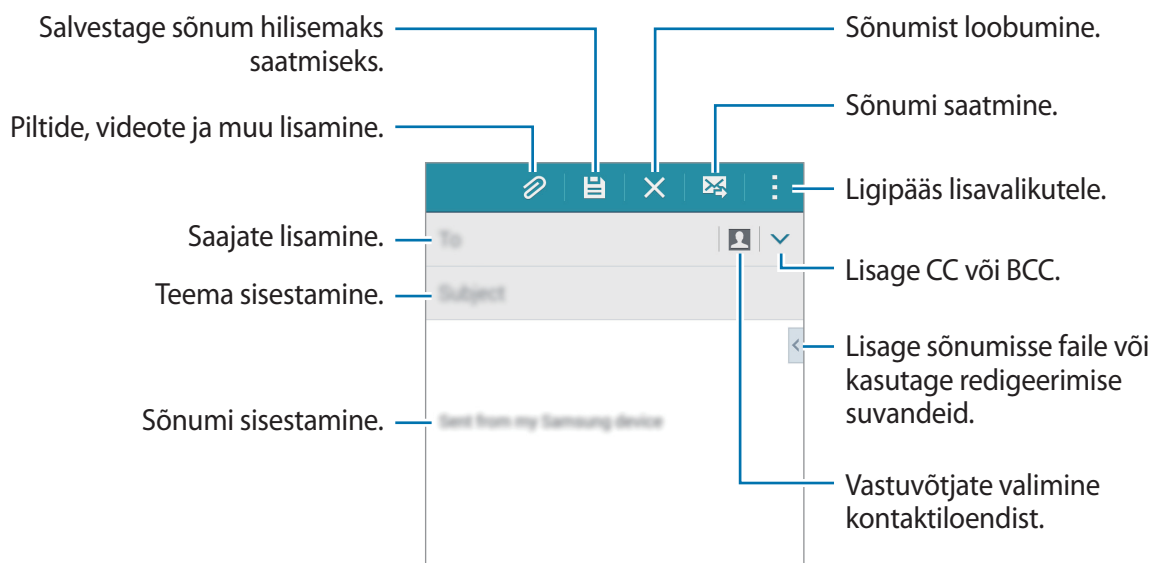 Salvestage sõnum hilisemaks
saatmiseks.
Piltide, videote ja muu lisamine.
Saajate lisamine.
Teema sisestamine.
Sõnumi sisestamine.
To
Subject
Sent from my Samsung device
Sõnumist loobumine.
Sõnumi saatmine.
Ligipääs lisavalikutele.
Lisage CC või BCC.
Lisage sõnumisse faile või
kasutage redigeerimise
suvandeid.
Vastuvõtjate valimine
kontaktiloendist.